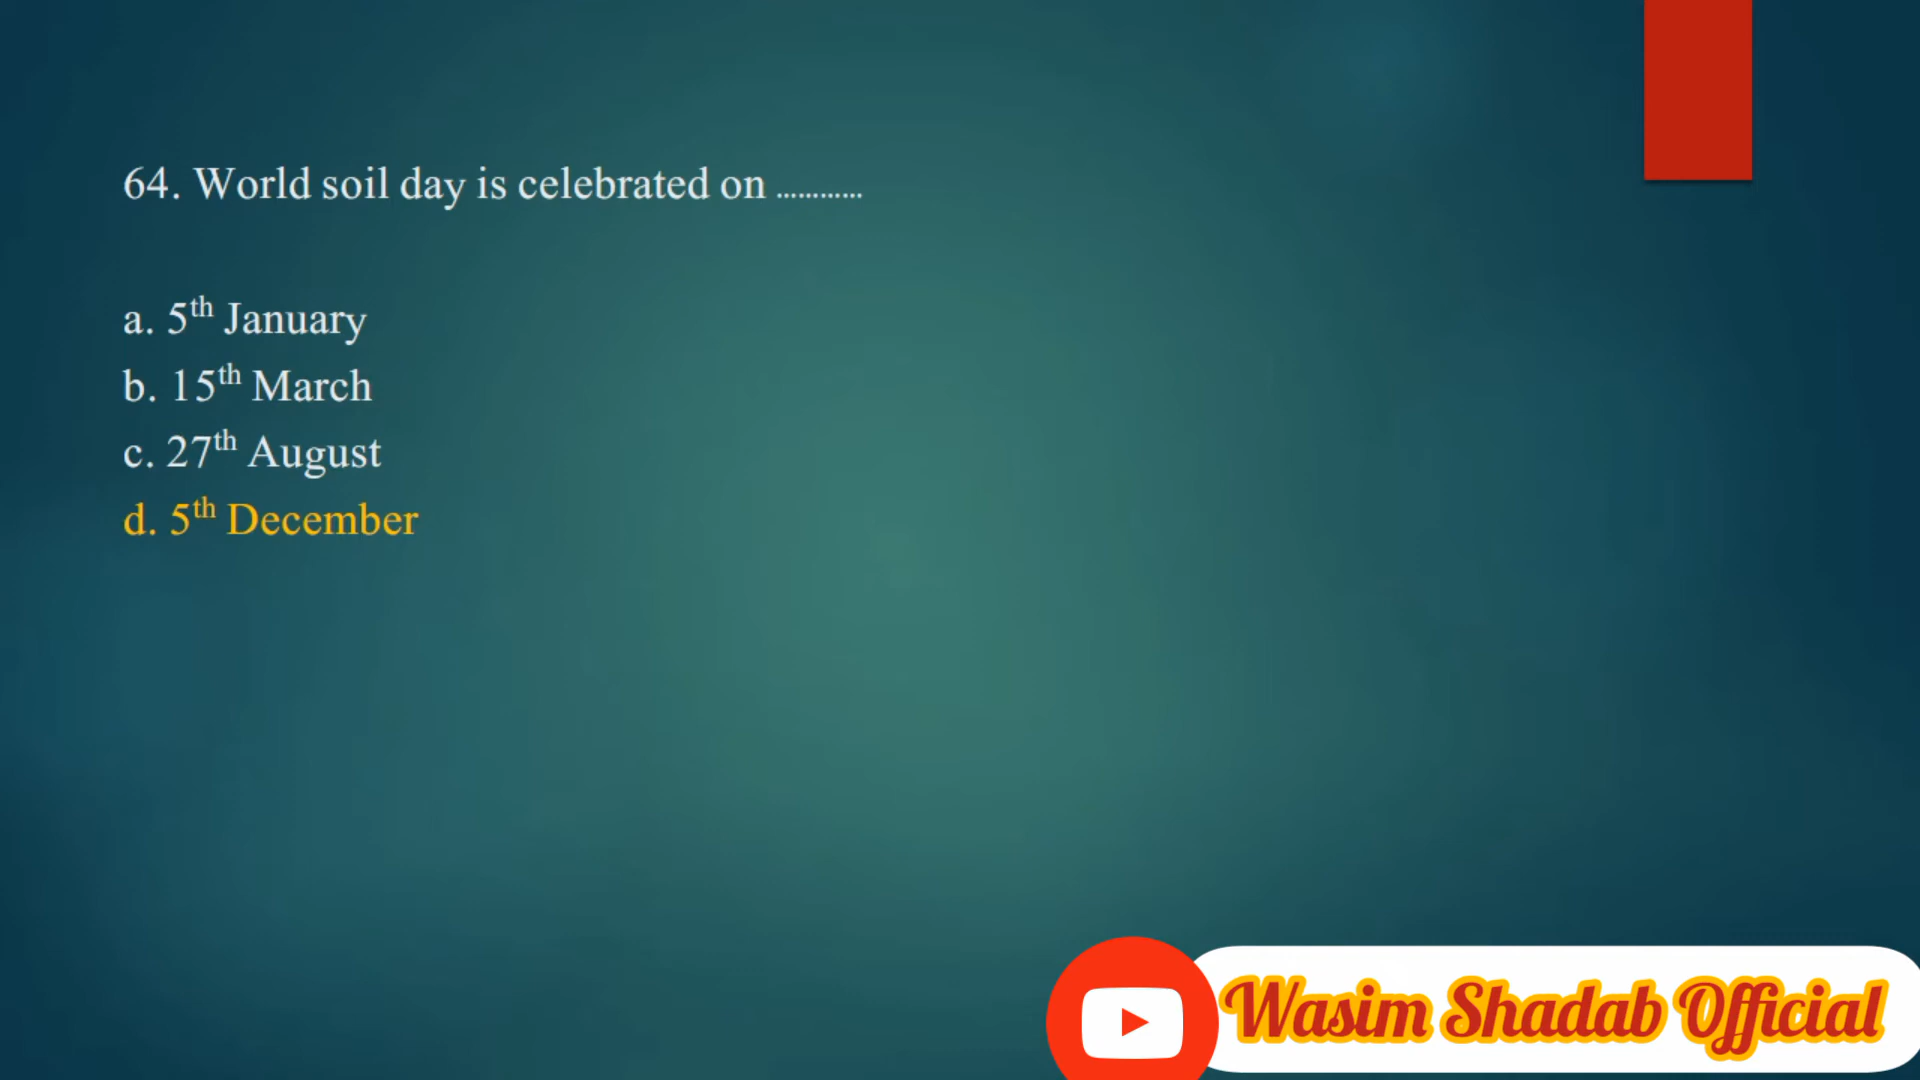 64. World soil day is celebrated on ............
a. 5th January
b. 15th March
c. 27th August
d. 5th December
Wasim Shadab Official